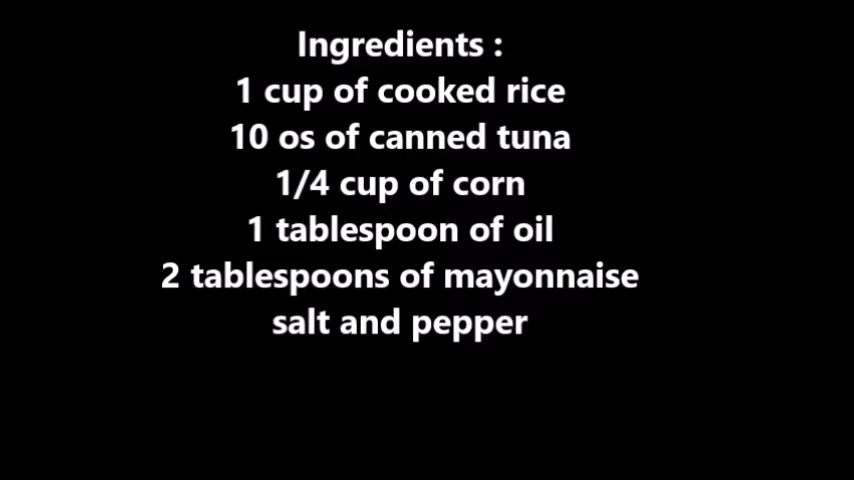 Ingredients :
1 cup of cooked rice
10 os of canned tuna
1/4 cup of corn
1 tablespoon of oil
2 tablespoons of mayonnaise
salt and pepper